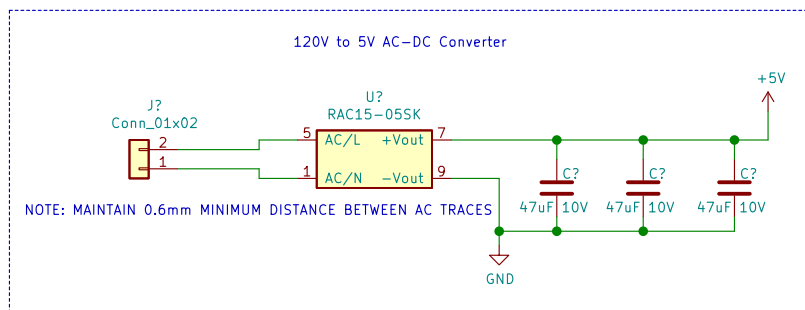 120V to 5V AC-DC Converter
+5V
J?
Conn_01x02
2
1
U?
RAC15-05SK
5
AC/L
+Vout
7
1
AC/N
-Vout
9
C?
47uF 10V
C?
47uF 10V
C?
47uF 10V
NOTE: MAINTAIN 0.6mm MINIMUM DISTANCE BETWEEN AC TRACES
GND